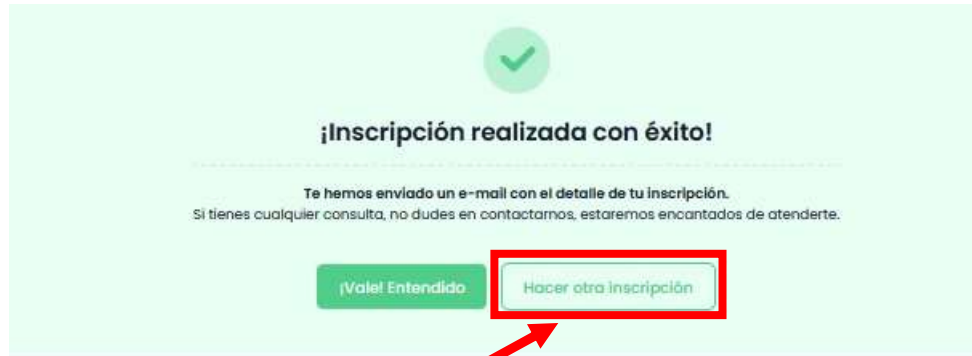 ¡Inscripción realizada con éxito!
Te hemos enviado un e-mail con el detalle de tu inscripción.
Si tienes cualquier consulta, no dudes en contactarnos, estaremos encantados de atenderte.
¡Vale! Entendido
Hacer otra inscripción